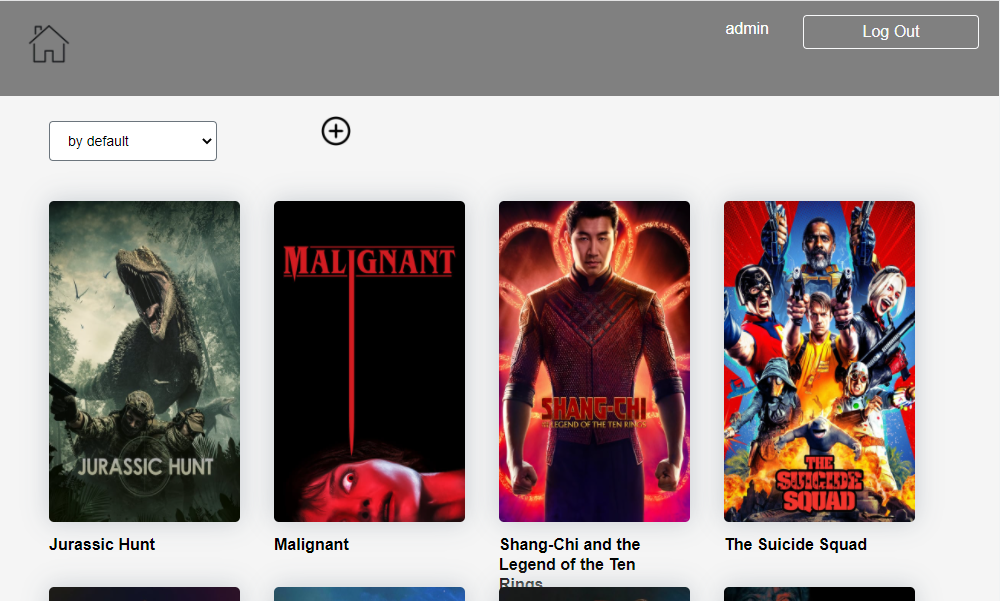 admin
Log Out
by default
JURASSIC HUNT
MALIGNANT
SHANG-CHI
LEGEND OF THE TEN RINGS
THE
SUICIDE
SQUAD
Jurassic Hunt
Malignant
Shang-Chi and the
Legend of the Ten
Rings
The Suicide Squad